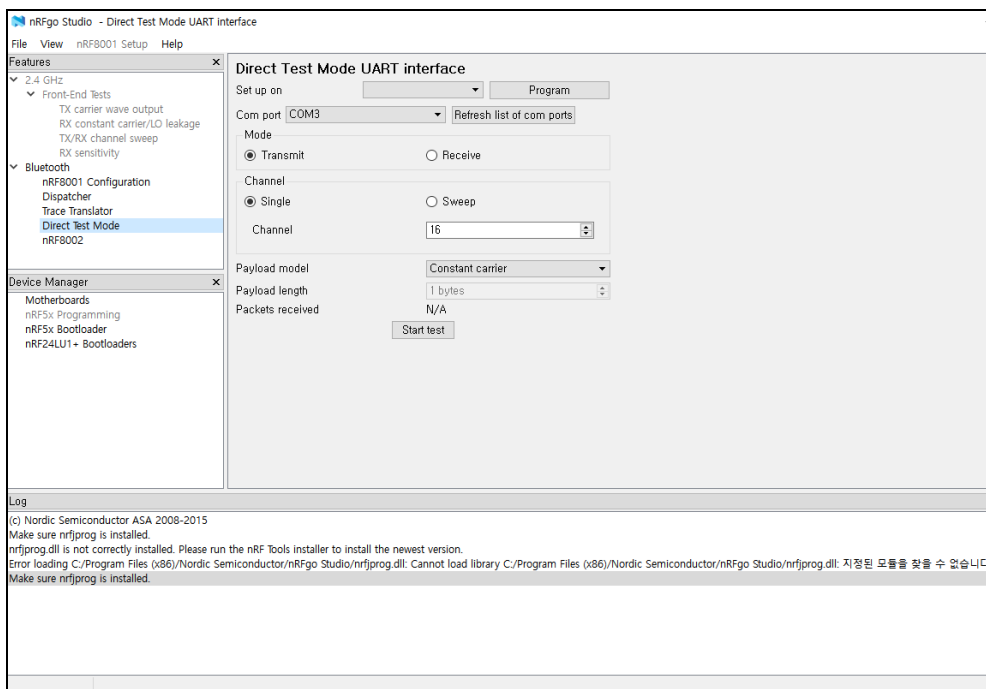 nRFgo Studio - Direct Test Mode UART interface
File View nRF8001 Setup Help
Features x
2.4 GHz
Front-End Tests
TX carrier wave output
RX constant carrier/LO leakage
TX/RX channel sweep
RX sensitivity
Bluetooth
nRF8001 Configuration
Dispatcher
Trace Translator
Direct Test Mode
nRF8002
Device Manager x
Motherboards
nRF5x Programming
nRF5x Bootloader
nRF24LU1+ Bootloaders
Direct Test Mode UART interface
Set up on Program
Com port COM3 Refresh list of com ports
Mode
Transmit Receive
Channel
Single Sweep
Channel 16
Payload model Constant carrier
Payload length 1 bytes
Packets received N/A
Start test
Log
(c) Nordic Semiconductor ASA 2008-2015
Make sure nrfjprog is installed.
nrfjprog.dll is not correctly installed. Please run the nRF Tools installer to install the newest version.
Error loading C:/Program Files (x86)/Nordic Semiconductor/nRFgo Studio/nrfjprog.dll: Cannot load library C:/Program Files (x86)/Nordic Semiconductor/nRFgo Studio/nrfjprog.dll: 지정된 모듈을 찾을 수 없습니다
Make sure nrfjprog is installed.